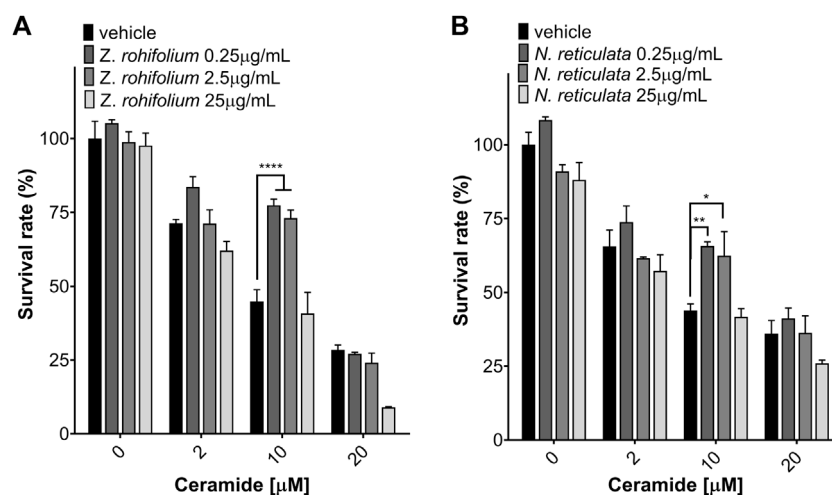 A
vehicle
Z. rohifolium 0.25μg/mL
Z. rohifolium 2.5μg/mL
Z. rohifolium 25μg/mL
Survival rate (%)
100
75
50
25
0
****
0 2 10 20
Ceramide [μM]
B
vehicle
N. reticulata 0.25μg/mL
N. reticulata 2.5μg/mL
N. reticulata 25μg/mL
Survival rate (%)
100
75
50
25
0
*
**
0 2 10 20
Ceramide [μM]